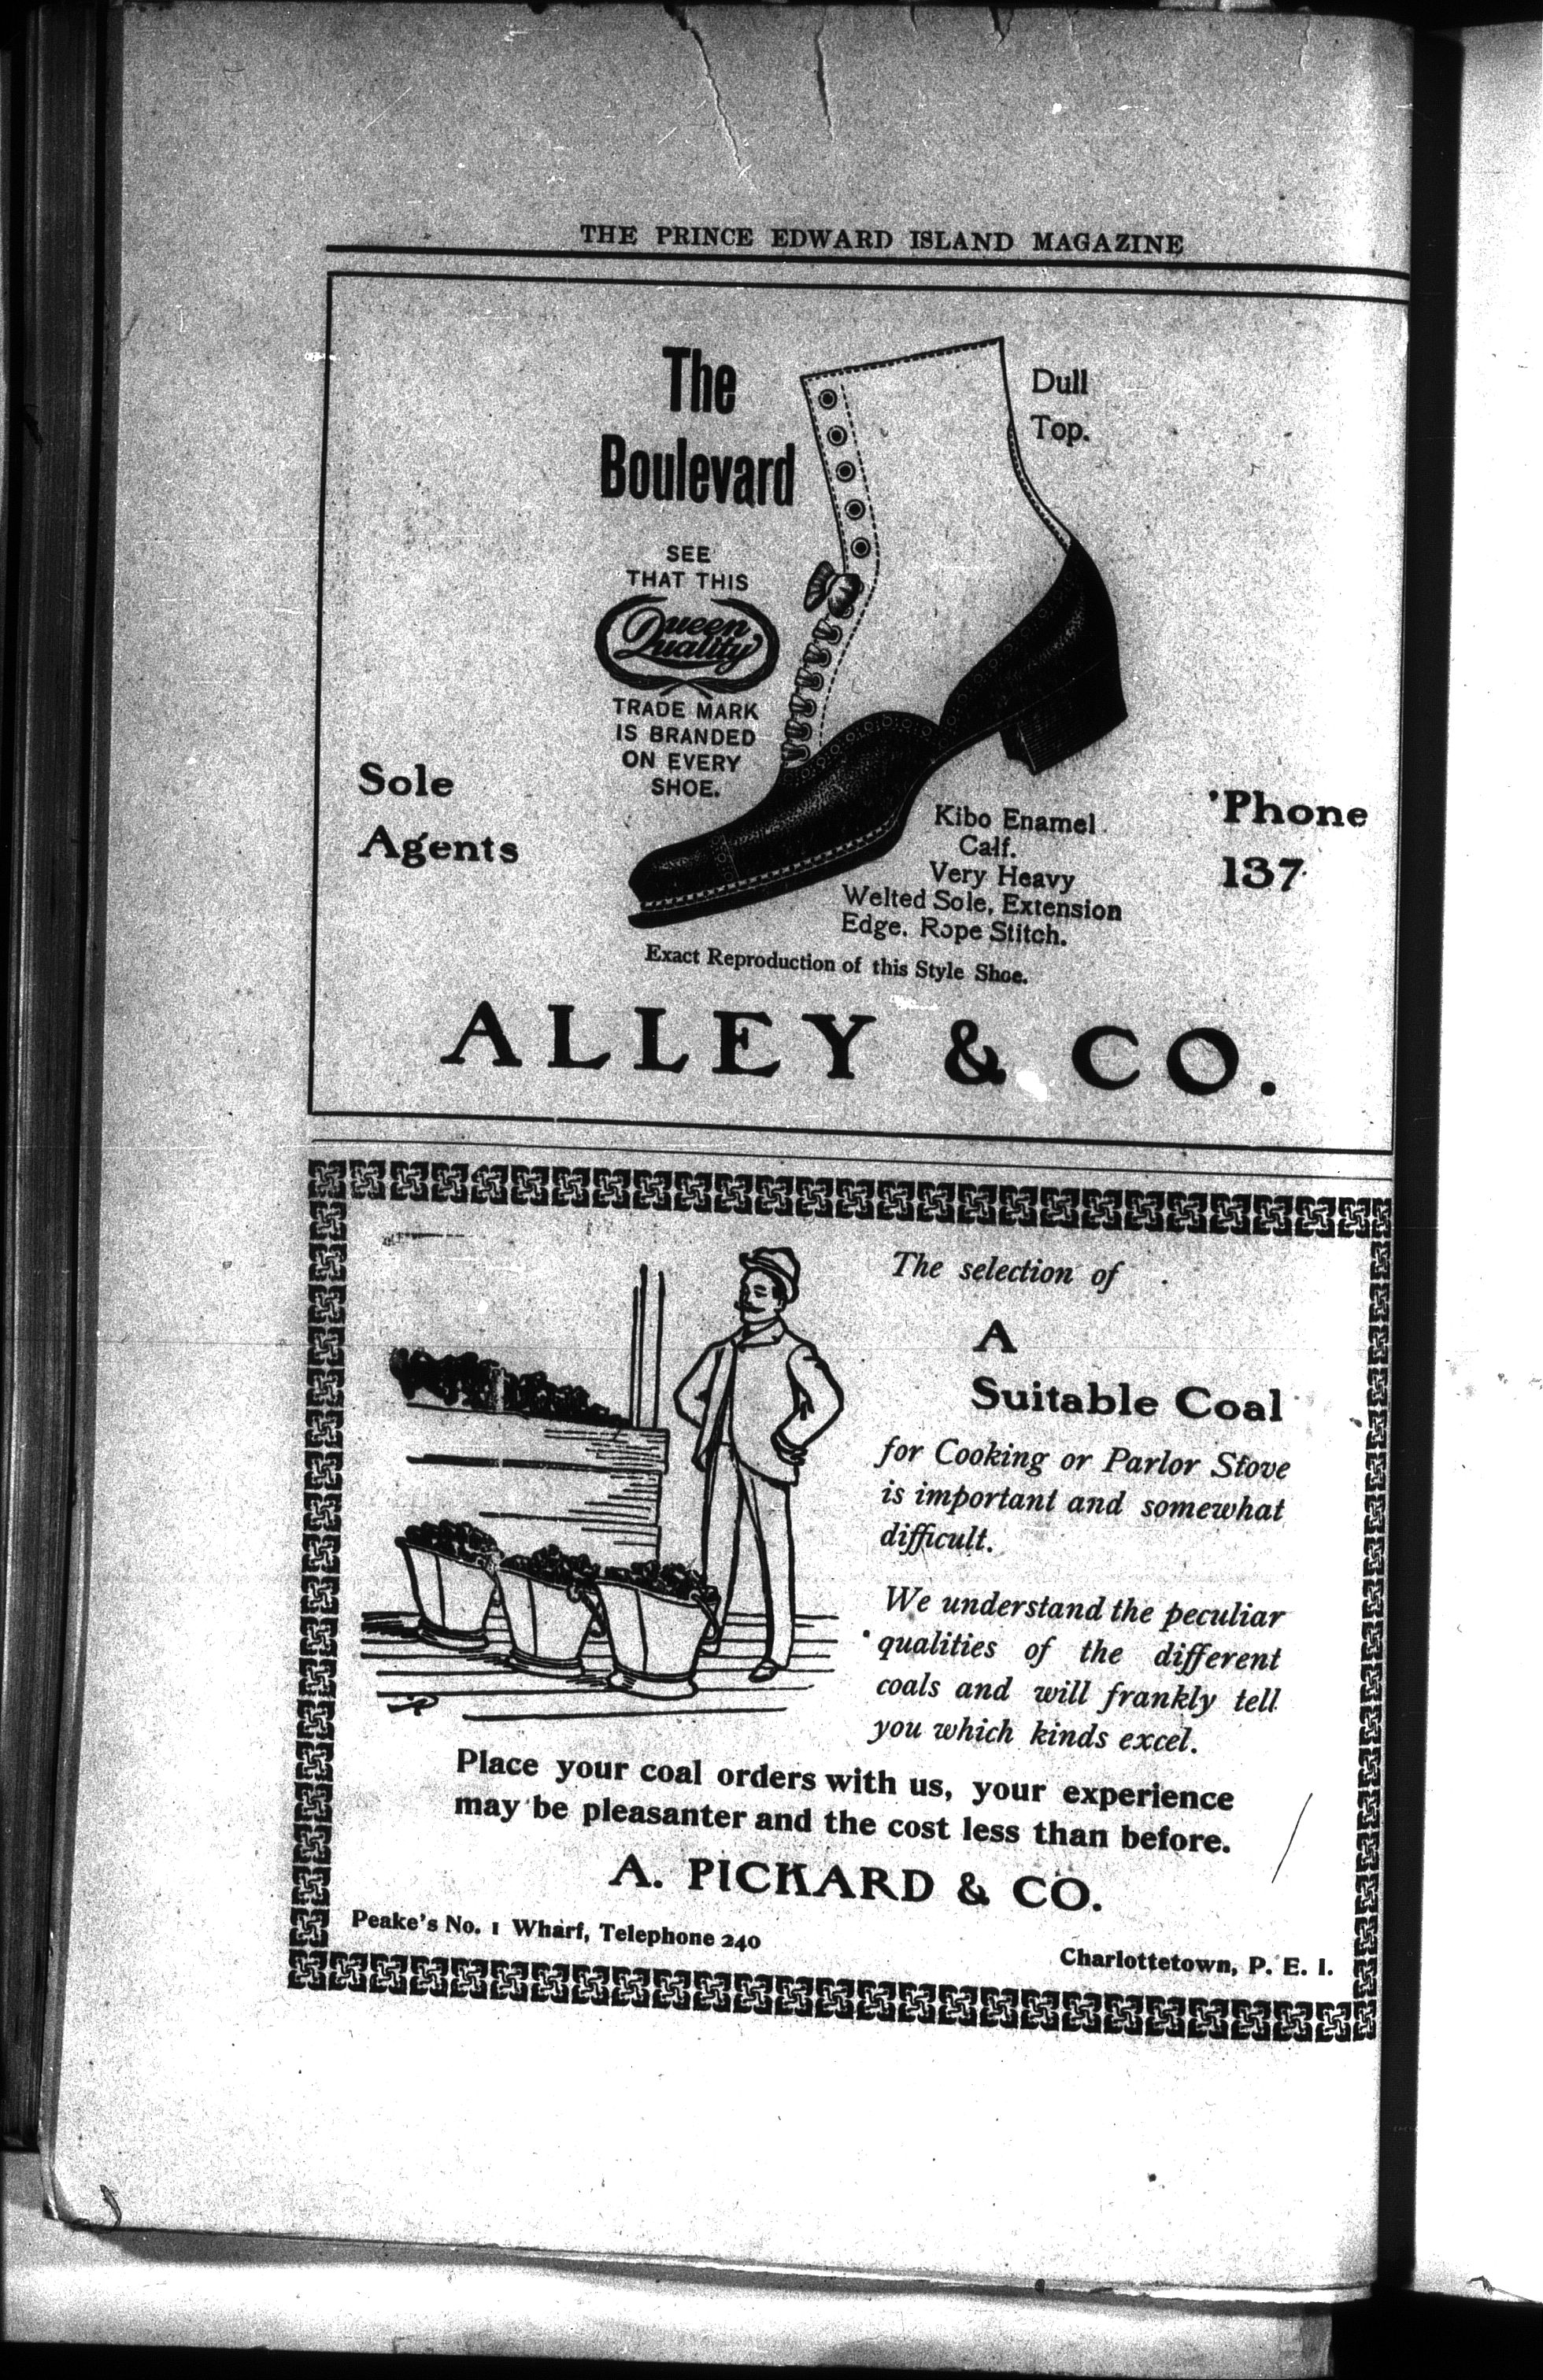 THE PRINCE EDWARD ISLAND MAGAZINE
The
Boulevard
Dull
Top.
SEE
THAT THIS
Queen
Quality
TRADE MARK
IS BRANDED
ON EVERY
SHOE.
Sole
Agents
'Phone
137
Kibo Enamel
Calf.
Very Heavy
Welted Sole, Extension
Edge. Rope Stitch.
Exact Reproduction of this Style Shoe.
ALLEY & CO.
The selection of
A
Suitable Coal
for Cooking or Parlor Stove
is important and somewhat
difficult.
We understand the peculiar
qualities of the different
coals and will frankly tell
you which kinds excel.
Place your coal orders with us, your experience
may be pleasanter and the cost less than before.
A. PICKARD & CO.
Peake's No. 1 Wharf, Telephone 240
Charlottetown, P. E. I.